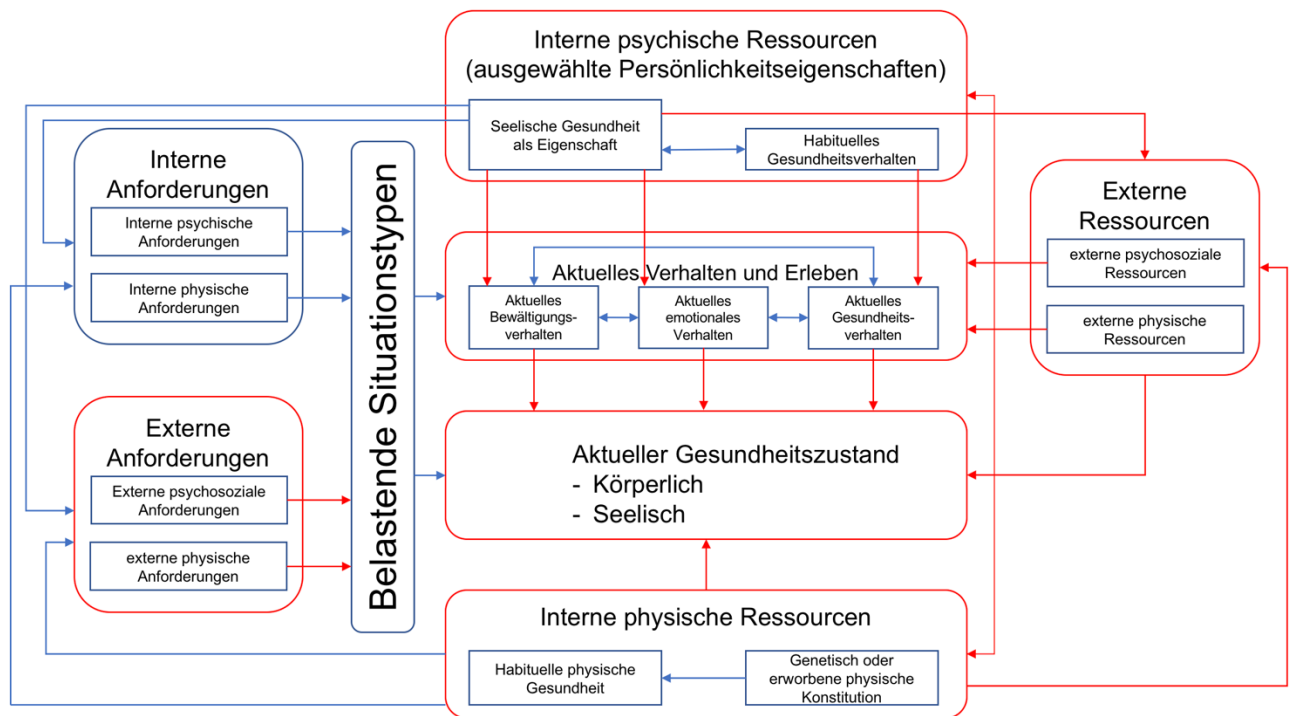 Interne psychische Ressourcen
(ausgewählte Persönlichkeitseigenschaften)
Seelische Gesundheit
als Eigenschaft
Habituelles
Gesundheitsverhalten
Interne
Anforderungen
Interne psychische
Anforderungen
Interne physische
Anforderungen
Externe
Anforderungen
Externe psychosoziale
Anforderungen
externe physische
Anforderungen
Belastende Situationstypen
Aktuelles Verhalten und Erleben
Aktuelles
Bewältigungs-
verhalten
Aktuelles
emotionales
Verhalten
Aktuelles
Gesundheits-
verhalten
Externe
Ressourcen
externe psychosoziale
Ressourcen
externe physische
Ressourcen
Aktueller Gesundheitszustand
- Körperlich
- Seelisch
Interne physische Ressourcen
Habituelle physische
Gesundheit
Genetisch oder
erworbene physische
Konstitution